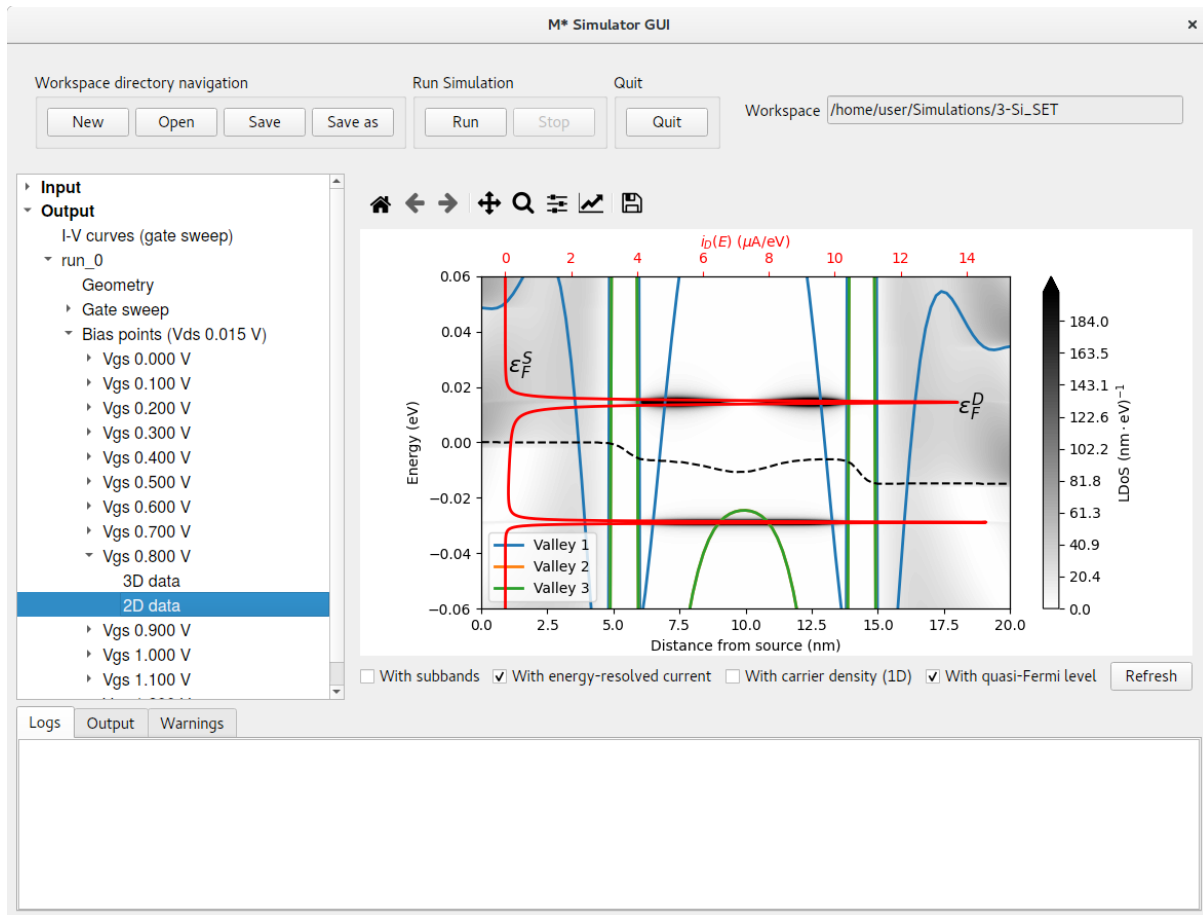 M* Simulator GUI
×
Workspace directory navigation
Run Simulation
Quit
New
Open
Save
Save as
Run
Stop
Quit
Workspace
/home/user/Simulations/3-Si_SET
Input
Output
I-V curves (gate sweep)
run_0
Geometry
Gate sweep
Bias points (Vds 0.015 V)
Vgs 0.000 V
Vgs 0.100 V
Vgs 0.200 V
Vgs 0.300 V
Vgs 0.400 V
Vgs 0.500 V
Vgs 0.600 V
Vgs 0.700 V
Vgs 0.800 V
3D data
2D data
Vgs 0.900 V
Vgs 1.000 V
Vgs 1.100 V
i_D(E) (μA/eV)
0 2 4 6 8 10 12 14
0.06
0.04
0.02
0.00
−0.02
−0.04
−0.06
Energy (eV)
ε_F^S
ε_F^D
Valley 1
Valley 2
Valley 3
0.0 2.5 5.0 7.5 10.0 12.5 15.0 17.5 20.0
Distance from source (nm)
184.0
163.5
143.1
122.6
102.2
81.8
61.3
40.9
20.4
0.0
LDoS (nm · eV)⁻¹
With subbands
With energy-resolved current
With carrier density (1D)
With quasi-Fermi level
Refresh
Logs
Output
Warnings